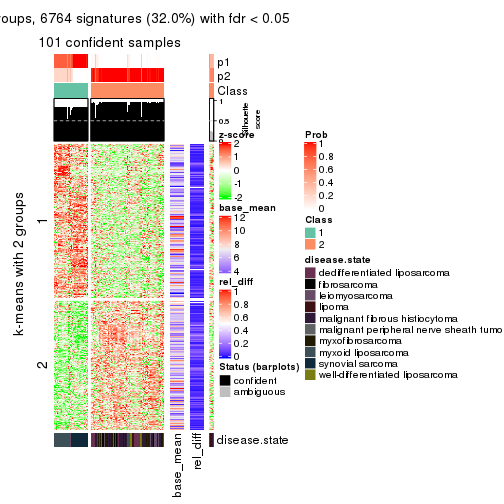 roups, 6764 signatures (32.0%) with fdr < 0.05
101 confident samples
p1
p2
Class
1
0.5
0
Silhouette
score
z-score
2
1
0
-1
-2
base_mean
12
10
8
6
4
rel_diff
1
0.8
0.6
0.4
0.2
0
Status (barplots)
confident
ambiguous
Prob
1
0.8
0.6
0.4
0.2
0
Class
1
2
disease.state
dedifferentiated liposarcoma
fibrosarcoma
leiomyosarcoma
lipoma
malignant fibrous histiocytoma
malignant peripheral nerve sheath tumo
myxofibrosarcoma
myxoid liposarcoma
synovial sarcoma
well-differentiated liposarcoma
k-means with 2 groups
1
2
disease.state
base_mean
rel_diff